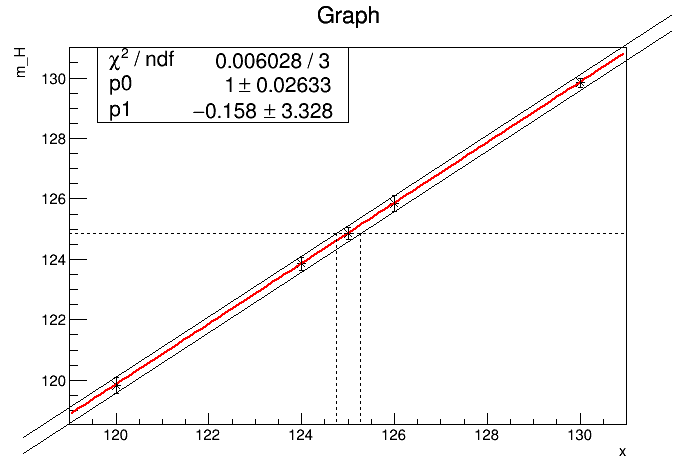 Graph
m_H
χ² / ndf 0.006028 / 3
p0 1 ± 0.02633
p1 −0.158 ± 3.328
130
128
126
124
122
120
120 122 124 126 128 130
x